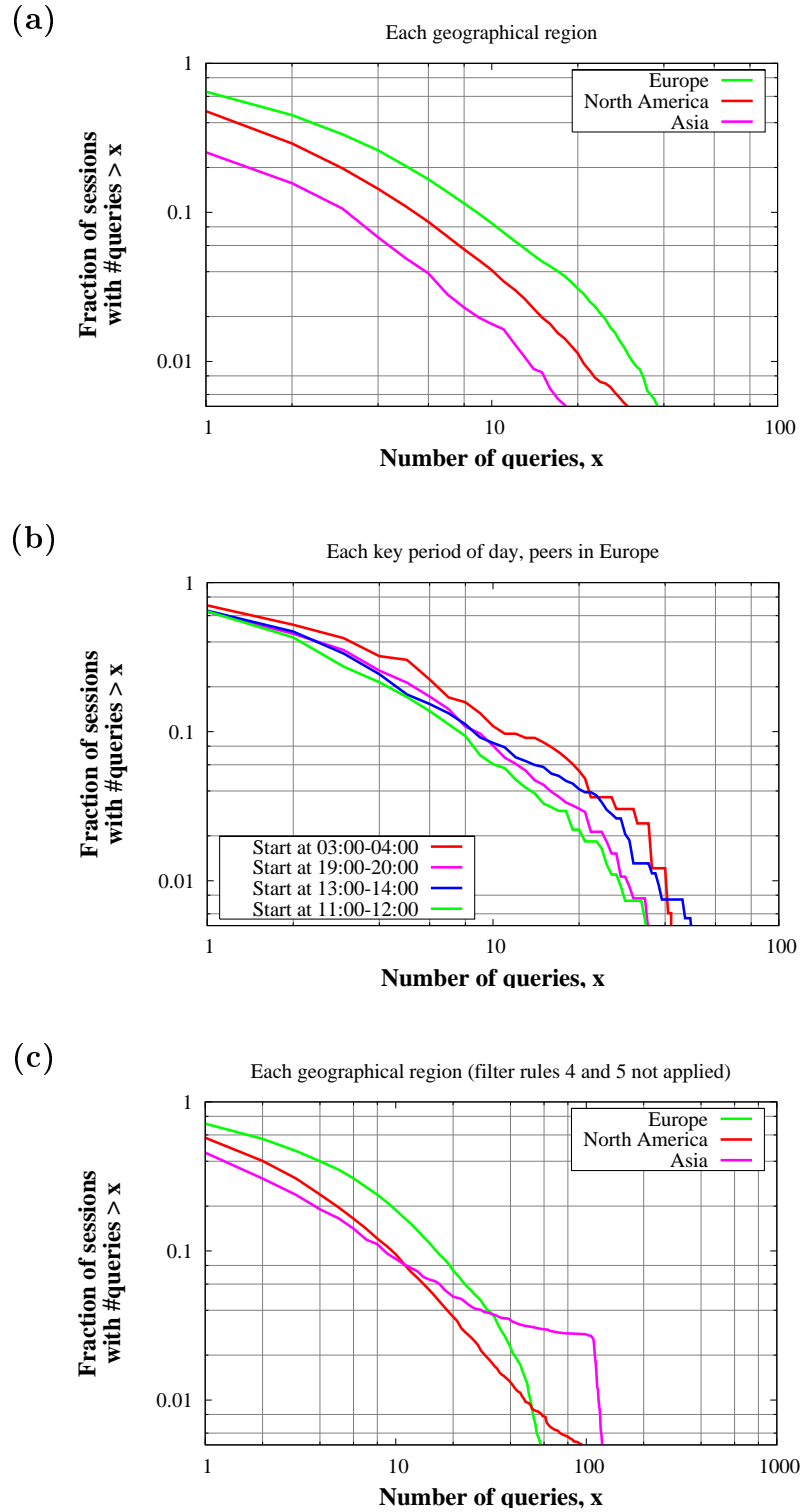 (a)
Each geographical region
Europe
North America
Asia
1
0.1
0.01
Fraction of sessions
with #queries > x
1
10
100
Number of queries, x
(b)
Each key period of day, peers in Europe
1
0.1
0.01
Fraction of sessions
with #queries > x
Start at 03:00-04:00
Start at 19:00-20:00
Start at 13:00-14:00
Start at 11:00-12:00
1
10
100
Number of queries, x
(c)
Each geographical region (filter rules 4 and 5 not applied)
Europe
North America
Asia
1
0.1
0.01
Fraction of sessions
with #queries > x
1
10
100
1000
Number of queries, x